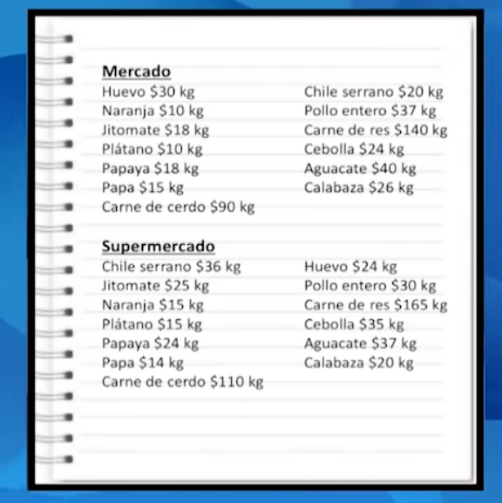 Mercado
Huevo $30 kg
Naranja $10 kg
Jitomate $18 kg
Plátano $10 kg
Papaya $18 kg
Papa $15 kg
Carne de cerdo $90 kg
Chile serrano $20 kg
Pollo entero $37 kg
Carne de res $140 kg
Cebolla $24 kg
Aguacate $40 kg
Calabaza $26 kg
Supermercado
Chile serrano $36 kg
Jitomate $25 kg
Naranja $15 kg
Plátano $15 kg
Papaya $24 kg
Papa $14 kg
Carne de cerdo $110 kg
Huevo $24 kg
Pollo entero $30 kg
Carne de res $165 kg
Cebolla $35 kg
Aguacate $37 kg
Calabaza $20 kg